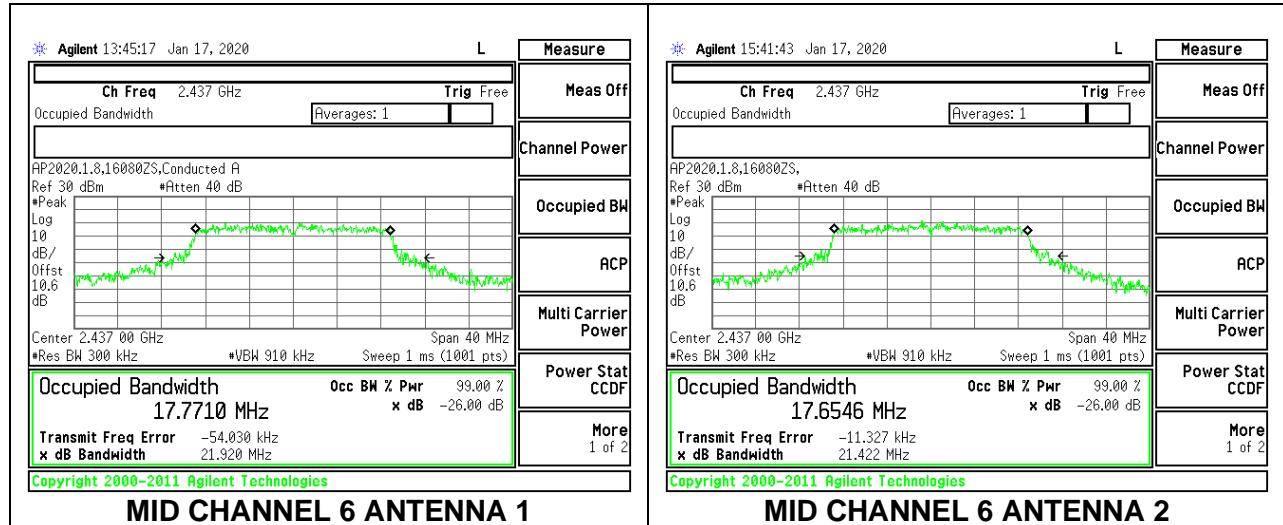 Agilent 13:45:17 Jan 17, 2020 L
Measure
Ch Freq 2.437 GHz Trig Free
Meas Off
Occupied Bandwidth Averages: 1
Channel Power
AP2020.1.8,16080ZS,Conducted A
Ref 30 dBm #Atten 40 dB
#Peak
Occupied BW
Log
10
dB/
ACP
Offst
10.6
dB
Multi Carrier
Power
Center 2.437 00 GHz Span 40 MHz
#Res BW 300 kHz #VBW 910 kHz Sweep 1 ms (1001 pts)
Power Stat
CCDF
Occupied Bandwidth Occ BW % Pwr 99.00 %
17.7710 MHz x dB -26.00 dB
More
1 of 2
Transmit Freq Error -54.030 kHz
x dB Bandwidth 21.920 MHz
Copyright 2000-2011 Agilent Technologies
MID CHANNEL 6 ANTENNA 1
Agilent 15:41:43 Jan 17, 2020 L
Measure
Ch Freq 2.437 GHz Trig Free
Meas Off
Occupied Bandwidth Averages: 1
Channel Power
AP2020.1.8,16080ZS,
Ref 30 dBm #Atten 40 dB
#Peak
Occupied BW
Log
10
dB/
ACP
Offst
10.6
dB
Multi Carrier
Power
Center 2.437 00 GHz Span 40 MHz
#Res BW 300 kHz #VBW 910 kHz Sweep 1 ms (1001 pts)
Power Stat
CCDF
Occupied Bandwidth Occ BW % Pwr 99.00 %
17.6546 MHz x dB -26.00 dB
More
1 of 2
Transmit Freq Error -11.327 kHz
x dB Bandwidth 21.422 MHz
Copyright 2000-2011 Agilent Technologies
MID CHANNEL 6 ANTENNA 2